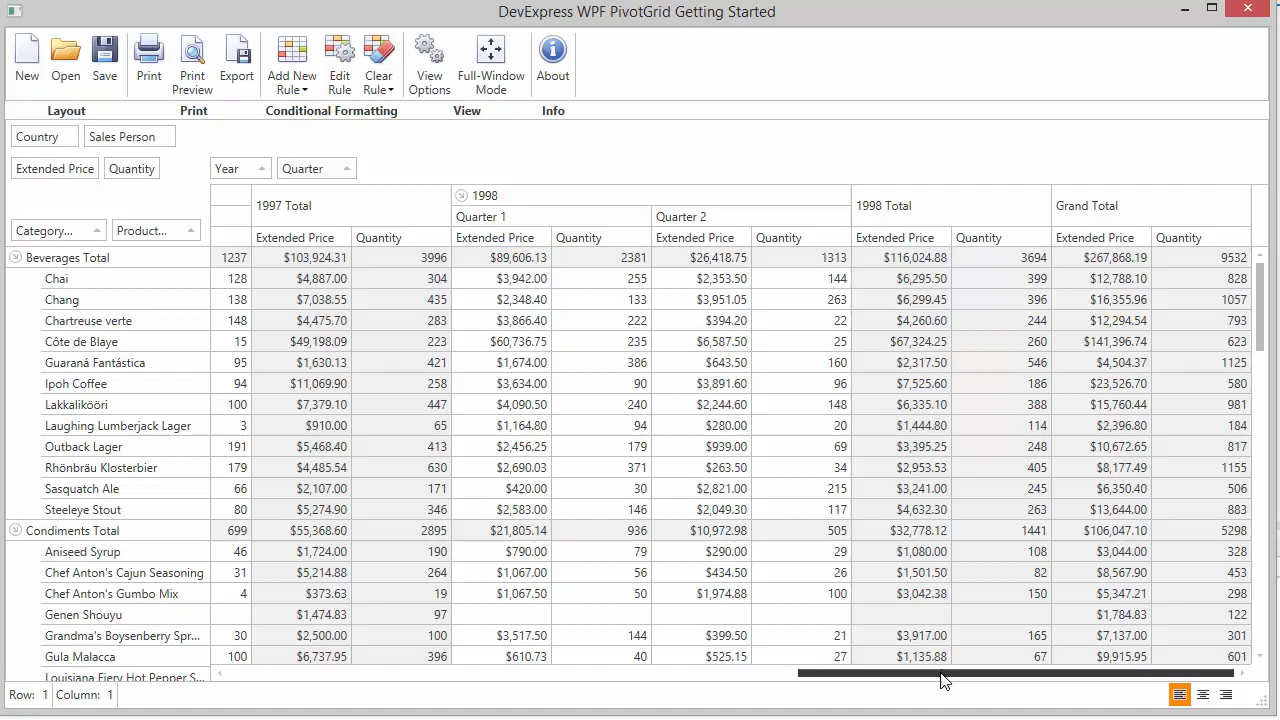 DevExpress WPF PivotGrid Getting Started
New Open Save Print Print Preview Export Add New Rule Edit Rule Clear Rule View Options Full-Window Mode About
Layout Print Conditional Formatting View Info
Country Sales Person
Extended Price Quantity Year Quarter
1997 Total 1998 1998 Total Grand Total
Quarter 1 Quarter 2
Category... Product...
Extended Price Quantity Extended Price Quantity Extended Price Quantity Extended Price Quantity Extended Price Quantity
Beverages Total 1237 $103,924.31 3996 $89,606.13 2381 $26,418.75 1313 $116,024.88 3694 $267,868.19 9532
Chai 128 $4,887.00 304 $3,942.00 255 $2,353.50 144 $6,295.50 399 $12,788.10 828
Chang 138 $7,038.55 435 $2,348.40 133 $3,951.05 263 $6,299.45 396 $16,355.96 1057
Chartreuse verte 148 $4,475.70 283 $3,866.40 222 $394.20 22 $4,260.60 244 $12,294.54 793
Côte de Blaye 15 $49,198.09 223 $60,736.75 235 $6,587.50 25 $67,324.25 260 $141,396.74 623
Guaraná Fantástica 95 $1,630.13 421 $1,674.00 386 $643.50 160 $2,317.50 546 $4,504.37 1125
Ipoh Coffee 94 $11,069.90 258 $3,634.00 90 $3,891.60 96 $7,525.60 186 $23,526.70 580
Lakkalikööri 100 $7,379.10 447 $4,090.50 240 $2,244.60 148 $6,335.10 388 $15,760.44 981
Laughing Lumberjack Lager 3 $910.00 65 $1,164.80 94 $280.00 20 $1,444.80 114 $2,396.80 184
Outback Lager 191 $5,468.40 413 $2,456.25 179 $939.00 69 $3,395.25 248 $10,672.65 817
Rhönbräu Klosterbier 179 $4,485.54 630 $2,690.03 371 $263.50 34 $2,953.53 405 $8,177.49 1155
Sasquatch Ale 66 $2,107.00 171 $420.00 30 $2,821.00 215 $3,241.00 245 $6,350.40 506
Steeleye Stout 80 $5,274.90 346 $2,583.00 146 $2,049.30 117 $4,632.30 263 $13,644.00 883
Condiments Total 699 $55,368.60 2895 $21,805.14 936 $10,972.98 505 $32,778.12 1441 $106,047.10 5298
Aniseed Syrup 46 $1,724.00 190 $790.00 79 $290.00 29 $1,080.00 108 $3,044.00 328
Chef Anton's Cajun Seasoning 31 $5,214.88 264 $1,067.00 56 $434.50 26 $1,501.50 82 $8,567.90 453
Chef Anton's Gumbo Mix 4 $373.63 19 $1,067.50 50 $1,974.88 100 $3,042.38 150 $5,347.21 298
Genen Shouyu $1,474.83 97 $1,784.83 122
Grandma's Boysenberry Spr... 30 $2,500.00 100 $3,517.50 144 $399.50 21 $3,917.00 165 $7,137.00 301
Gula Malacca 100 $6,737.95 396 $610.73 40 $525.15 27 $1,135.88 67 $9,915.95 601
Louisiana Fiery Hot Pepper S...
Row: 1 Column: 1